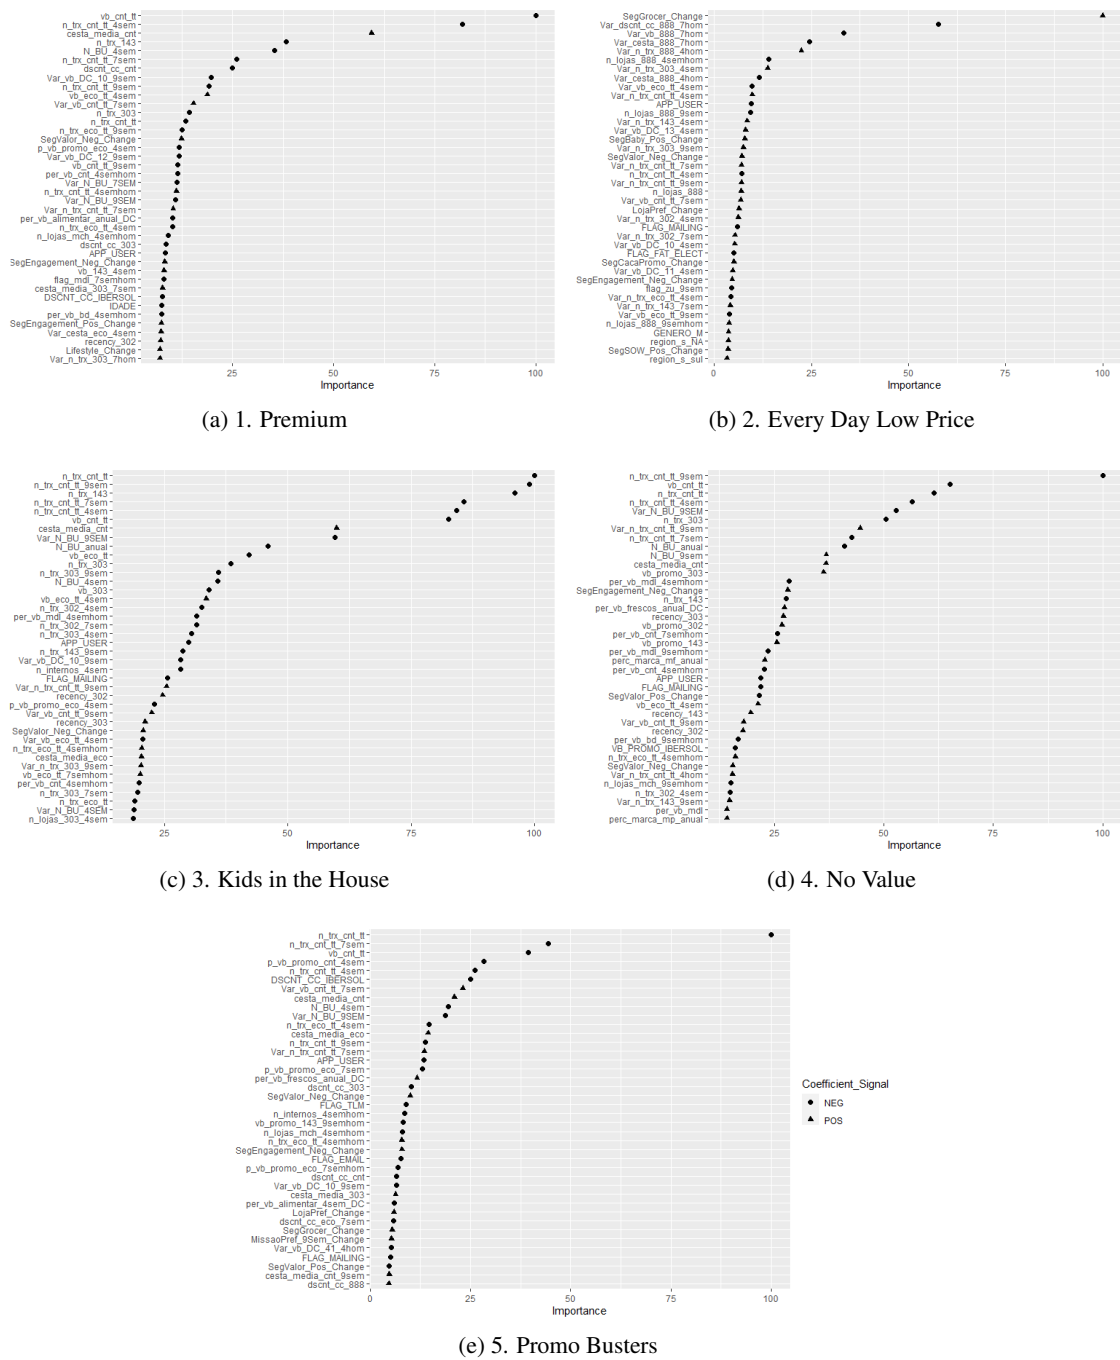 vb_cnt_tt
n_trx_cnt_tt_4sem
cesta_media_cnt
n_trx_143
N_BU_4sem
n_trx_cnt_tt_7sem
dscnt_cc_cnt
Var_vb_DC_10_9sem
n_trx_cnt_tt_9sem
vb_eco_tt_4sem
Var_vb_cnt_tt_7sem
n_trx_303
n_trx_cnt_tt
n_trx_eco_tt_9sem
SegValor_Neg_Change
p_vb_promo_eco_4sem
Var_vb_DC_12_9sem
vb_cnt_tt_9sem
per_vb_cnt_4semhom
Var_N_BU_7SEM
n_trx_cnt_tt_4semhom
Var_N_BU_9SEM
Var_n_trx_cnt_tt_7sem
per_vb_alimentar_anual_DC
n_trx_eco_tt_4sem
n_lojas_mch_4semhom
dscnt_cc_303
APP_USER
SegEngagement_Neg_Change
vb_143_4sem
flag_mdl_7semhom
cesta_media_303_7sem
DSCNT_CC_IBERSOL
IDADE
per_vb_bd_4semhom
SegEngagement_Pos_Change
Var_cesta_eco_4sem
recency_302
Lifestyle_Change
Var_n_trx_303_7hom
25 50 75 100
Importance
(a) 1. Premium
SegGrocer_Change
Var_dscnt_cc_888_7hom
Var_vb_888_7hom
Var_cesta_888_7hom
Var_n_trx_888_4hom
n_lojas_888_4semhom
Var_n_trx_303_4sem
Var_cesta_888_4hom
Var_vb_eco_tt_4sem
Var_n_trx_cnt_tt_4sem
APP_USER
n_lojas_888_9sem
Var_n_trx_143_4sem
Var_vb_DC_13_4sem
SegBaby_Pos_Change
Var_n_trx_303_9sem
SegValor_Neg_Change
Var_n_trx_cnt_tt_7sem
n_trx_cnt_tt_4sem
Var_n_trx_cnt_tt_9sem
n_lojas_888
Var_vb_cnt_tt_7sem
LojaPref_Change
Var_n_trx_302_4sem
FLAG_MAILING
Var_n_trx_302_7sem
Var_vb_DC_10_4sem
FLAG_FAT_ELECT
SegCacaPromo_Change
Var_vb_DC_11_4sem
SegEngagement_Neg_Change
flag_zu_9sem
Var_n_trx_eco_tt_4sem
Var_n_trx_143_7sem
Var_vb_eco_tt_9sem
n_lojas_888_9semhom
GENERO_M
region_s_NA
SegSOW_Pos_Change
region_s_sul
0 25 50 75 100
Importance
(b) 2. Every Day Low Price
n_trx_cnt_tt
n_trx_cnt_tt_9sem
n_trx_143
n_trx_cnt_tt_7sem
n_trx_cnt_tt_4sem
vb_cnt_tt
cesta_media_cnt
Var_N_BU_9SEM
N_BU_anual
vb_eco_tt
n_trx_303
n_trx_303_9sem
N_BU_4sem
vb_303
vb_eco_tt_4sem
n_trx_302_4sem
per_vb_mdl_4semhom
n_trx_302_7sem
n_trx_303_4sem
APP_USER
n_trx_143_9sem
Var_vb_DC_10_9sem
n_internos_4sem
FLAG_MAILING
Var_n_trx_cnt_tt_9sem
recency_302
p_vb_promo_eco_4sem
Var_vb_cnt_tt_9sem
recency_303
SegValor_Neg_Change
Var_vb_eco_tt_4sem
n_trx_eco_tt_4semhom
cesta_media_eco
Var_n_trx_303_9sem
vb_eco_tt_7semhom
per_vb_cnt_4semhom
n_trx_303_7sem
n_trx_eco_tt
Var_N_BU_4SEM
n_lojas_303_4sem
25 50 75 100
Importance
(c) 3. Kids in the House
n_trx_cnt_tt_9sem
vb_cnt_tt
n_trx_cnt_tt
n_trx_cnt_tt_4sem
Var_N_BU_9SEM
n_trx_303
Var_n_trx_cnt_tt_9sem
n_trx_cnt_tt_7sem
N_BU_anual
N_BU_9sem
cesta_media_cnt
vb_promo_303
per_vb_mdl_4semhom
SegEngagement_Neg_Change
n_trx_143
per_vb_frescos_anual_DC
recency_303
vb_promo_302
per_vb_cnt_7semhom
vb_promo_143
per_vb_mdl_9semhom
perc_marca_mf_anual
per_vb_cnt_4semhom
APP_USER
FLAG_MAILING
SegValor_Pos_Change
vb_eco_tt_4sem
recency_143
Var_vb_cnt_tt_9sem
recency_302
per_vb_bd_9semhom
VB_PROMO_IBERSOL
n_trx_eco_tt_4semhom
SegValor_Neg_Change
Var_n_trx_cnt_tt_4hom
n_lojas_mch_9semhom
n_trx_302_4sem
Var_n_trx_143_9sem
per_vb_mdl
perc_marca_mp_anual
25 50 75 100
Importance
(d) 4. No Value
n_trx_cnt_tt
n_trx_cnt_tt_7sem
vb_cnt_tt
p_vb_promo_cnt_4sem
n_trx_cnt_tt_4sem
DSCNT_CC_IBERSOL
Var_vb_cnt_tt_7sem
cesta_media_cnt
N_BU_4sem
Var_N_BU_9SEM
n_trx_eco_tt_4sem
cesta_media_eco
n_trx_cnt_tt_9sem
Var_n_trx_cnt_tt_7sem
APP_USER
p_vb_promo_eco_7sem
per_vb_frescos_anual_DC
dscnt_cc_303
SegValor_Neg_Change
FLAG_TLM
n_internos_4semhom
vb_promo_143_9semhom
n_lojas_mch_4semhom
n_trx_eco_tt_4semhom
SegEngagement_Neg_Change
FLAG_EMAIL
p_vb_promo_eco_7semhom
dscnt_cc_cnt
Var_vb_DC_10_9sem
cesta_media_303
per_vb_alimentar_4sem_DC
LojaPref_Change
dscnt_cc_eco_7sem
SegGrocer_Change
MissaoPref_9Sem_Change
Var_vb_DC_41_4hom
FLAG_MAILING
SegValor_Pos_Change
cesta_media_cnt_9sem
dscnt_cc_888
0 25 50 75 100
Importance
Coefficient_Signal
NEG
POS
(e) 5. Promo Busters